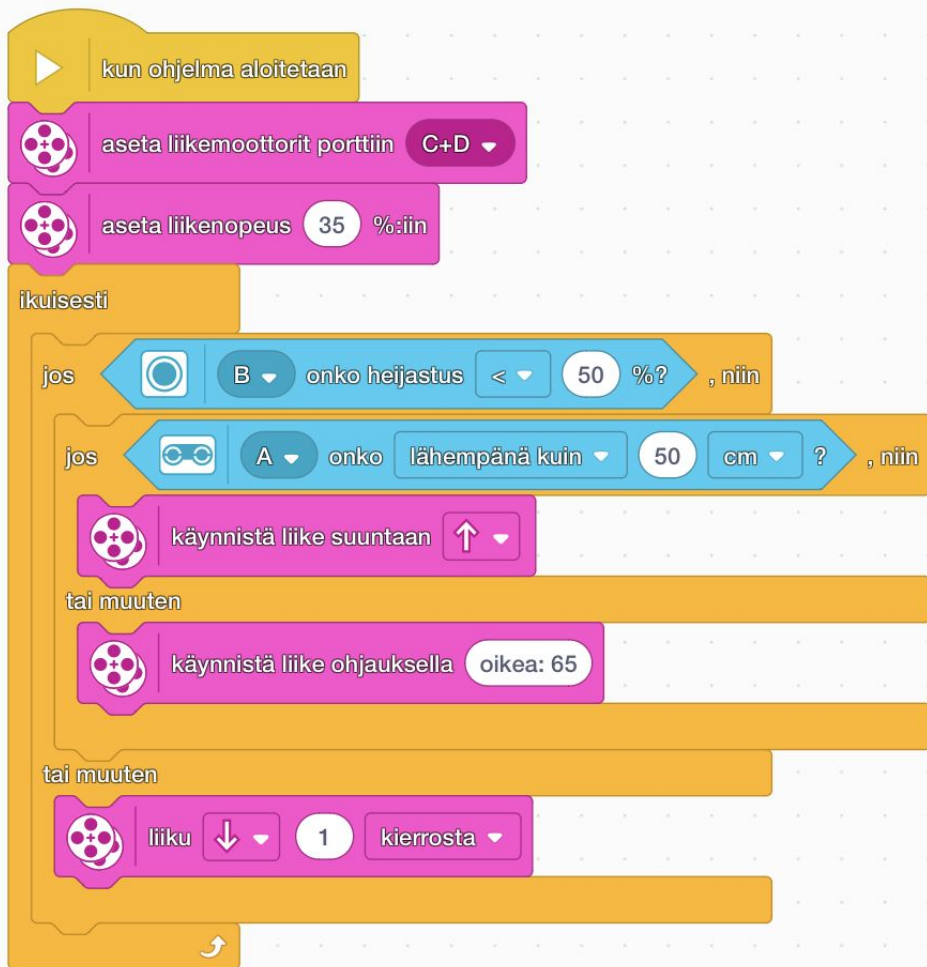 kun ohjelma aloitetaan
aseta liikemoottorit porttiin C+D
aseta liikenopeus 35 %:iin
ikuisesti
jos B onko heijastus < 50 %? , niin
jos A onko lähempänä kuin 50 cm ? , niin
käynnistä liike suuntaan ↑
tai muuten
käynnistä liike ohjauksella oikea: 65
tai muuten
liiku ↓ 1 kierrosta